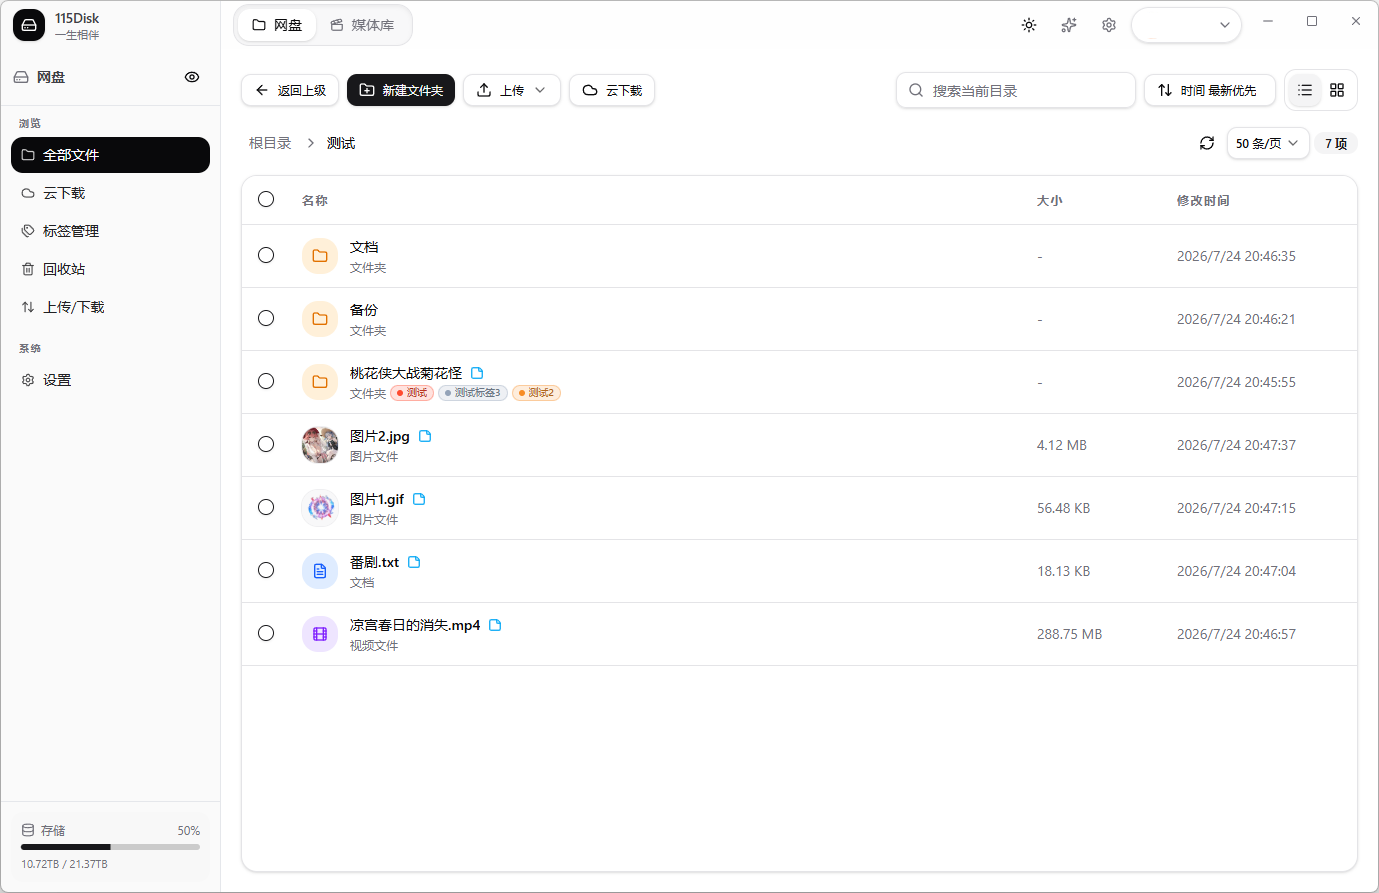 115Disk
一生相伴
网盘
浏览
全部文件
云下载
标签管理
回收站
上传/下载
系统
设置
存储 50%
10.72TB / 21.37TB
网盘 媒体库
返回上级 新建文件夹 上传 云下载 搜索当前目录 时间 最新优先
根目录 > 测试 50 条/页 7 项
名称 大小 修改时间
文档 - 2026/7/24 20:46:35
文件夹
备份 - 2026/7/24 20:46:21
文件夹
桃花侠大战菊花怪 - 2026/7/24 20:45:55
文件夹 测试 测试标签3 测试2
图片2.jpg 4.12 MB 2026/7/24 20:47:37
图片文件
图片1.gif 56.48 KB 2026/7/24 20:47:15
图片文件
番剧.txt 18.13 KB 2026/7/24 20:47:04
文档
凉宫春日的消失.mp4 288.75 MB 2026/7/24 20:46:57
视频文件